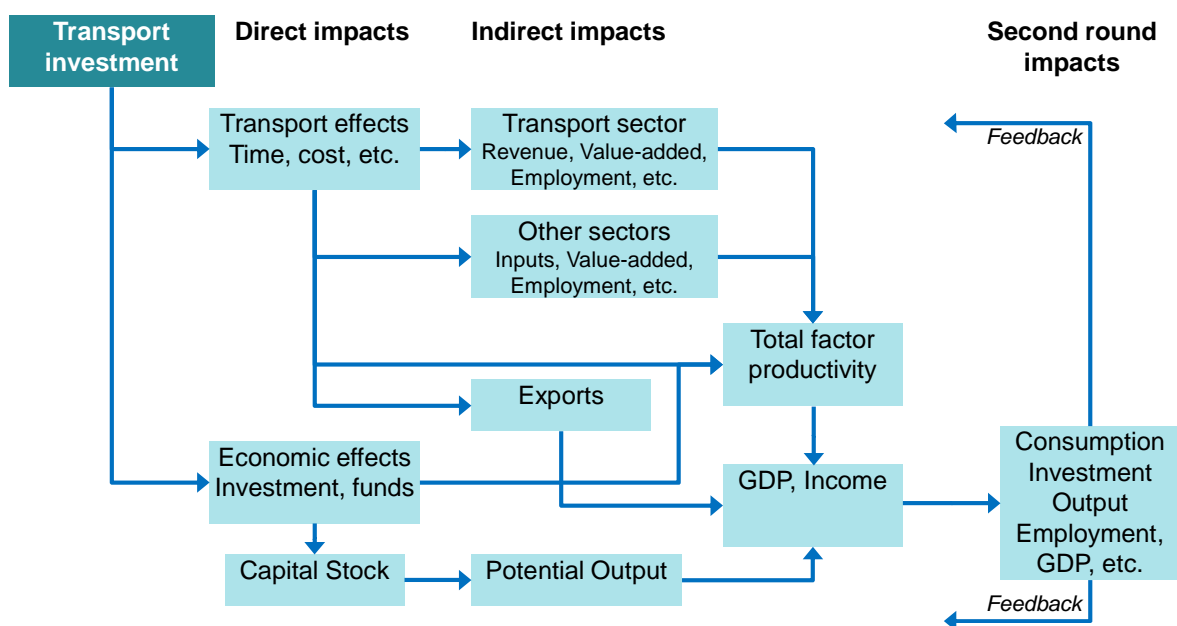 Transport
investment
Direct impacts
Indirect impacts
Second round
impacts
Transport effects
Time, cost, etc.
Transport sector
Revenue, Value-added,
Employment, etc.
Feedback
Other sectors
Inputs, Value-added,
Employment, etc.
Total factor
productivity
Exports
Economic effects
Investment, funds
GDP, Income
Consumption
Investment
Output
Employment,
GDP, etc.
Capital Stock
Potential Output
Feedback